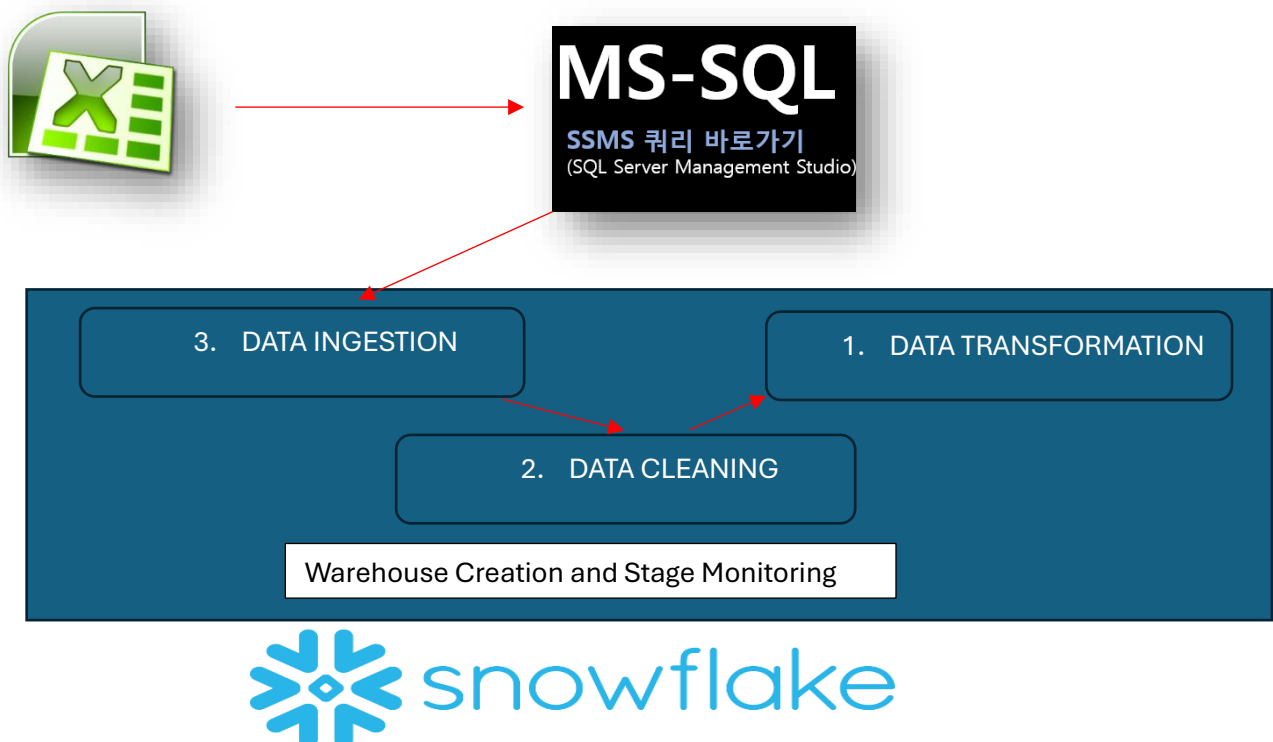 MS-SQL
SSMS 쿼리 바로가기
(SQL Server Management Studio)
3. DATA INGESTION
1. DATA TRANSFORMATION
2. DATA CLEANING
Warehouse Creation and Stage Monitoring
snowflake